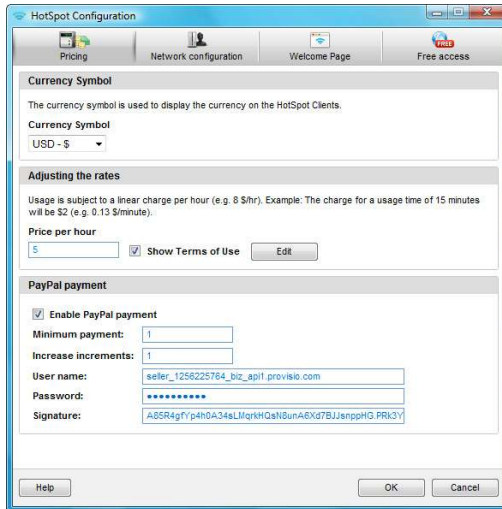 HotSpot Configuration
Pricing
Network configuration
Welcome Page
FREE
Free access
Currency Symbol
The currency symbol is used to display the currency on the HotSpot Clients.
Currency Symbol
USD - $
Adjusting the rates
Usage is subject to a linear charge per hour (e.g. 8 $/hr). Example: The charge for a usage time of 15 minutes
will be $2 (e.g. 0.13 $/minute).
Price per hour
5
Show Terms of Use
Edit
PayPal payment
Enable PayPal payment
Minimum payment: 1
Increase increments: 1
User name: seller_1256225764_biz_api1.provisio.com
Password: ●●●●●●●●●●
Signature:
Help
OK
Cancel